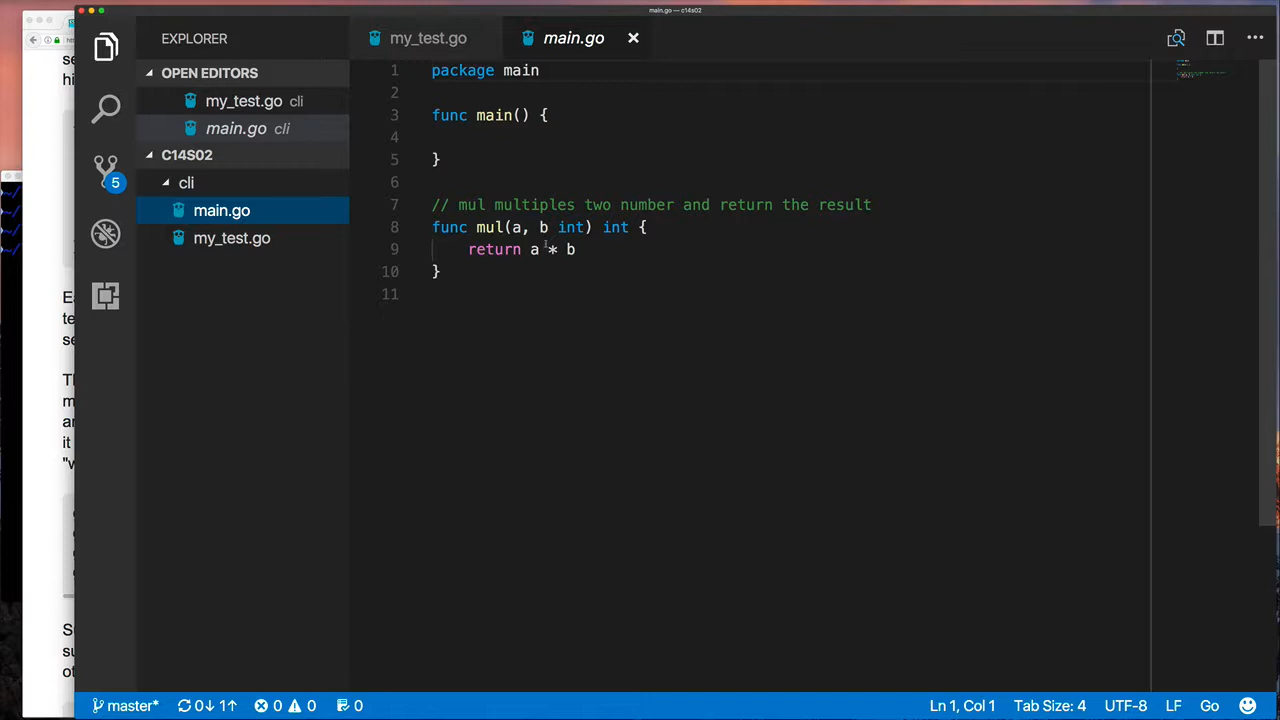 main.go — c14s02
EXPLORER
my_test.go
main.go
OPEN EDITORS
my_test.go cli
main.go cli
C14S02
cli
main.go
my_test.go
5
1 package main
2
3 func main() {
4
5 }
6
7 // mul multiples two number and return the result
8 func mul(a, b int) int {
9 return a * b
10 }
11
master*
0↓ 1↑
0
0
0
Ln 1, Col 1
Tab Size: 4
UTF-8
LF
Go